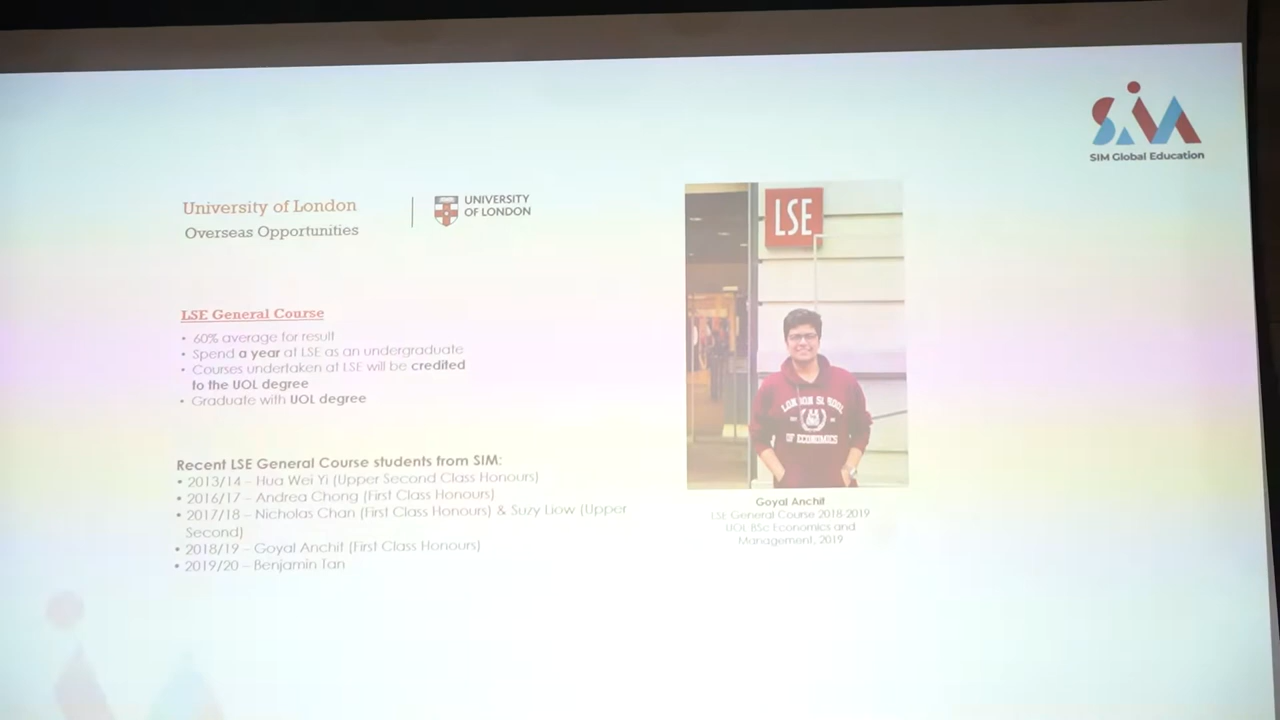 SIM
SIM Global Education
University of London
Overseas Opportunities
UNIVERSITY
OF LONDON
LSE General Course
• 60% average for result
• Spend a year at LSE as an undergraduate
• Courses undertaken at LSE will be credited
to the UOL degree
• Graduate with UOL degree
Recent LSE General Course students from SIM:
• 2013/14 – Hua Wei Yi (Upper Second Class Honours)
• 2016/17 – Andrea Chong (First Class Honours)
• 2017/18 – Nicholas Chan (First Class Honours) & Suzy Liow (Upper
Second)
• 2018/19 – Goyal Anchit (First Class Honours)
• 2019/20 – Benjamin Tan
LSE
LONDON SCHOOL
OF ECONOMICS
Goyal Anchit
LSE General Course 2018-2019
UOL BSc Economics and
Management, 2019